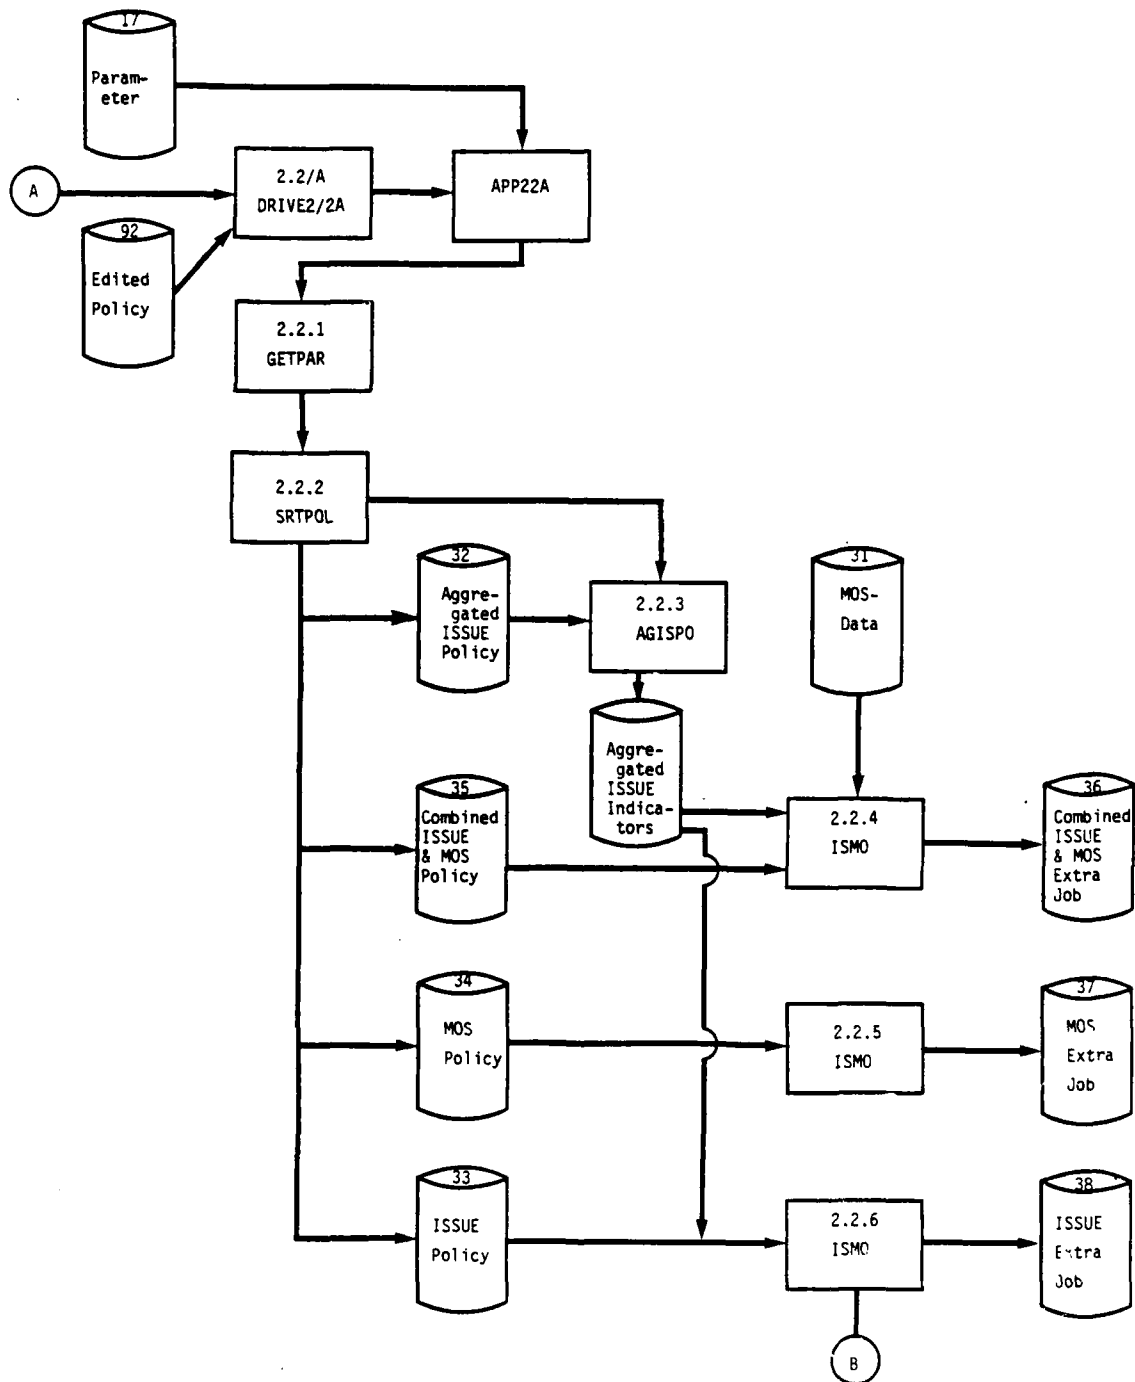 17
Param-
eter
A
2.2/A
DRIVE2/2A
APP22A
92
Edited
Policy
2.2.1
GETPAR
2.2.2
SRTPOL
32
Aggre-
gated
ISSUE
Policy
2.2.3
AGISPO
31
MOS-
Data
Aggre-
gated
ISSUE
Indica-
tors
35
Combined
ISSUE
& MOS
Policy
2.2.4
ISMO
36
Combined
ISSUE
& MOS
Extra
Job
34
MOS
Policy
2.2.5
ISMO
37
MOS
Extra
Job
33
ISSUE
Policy
2.2.6
ISMO
38
ISSUE
Extra
Job
B